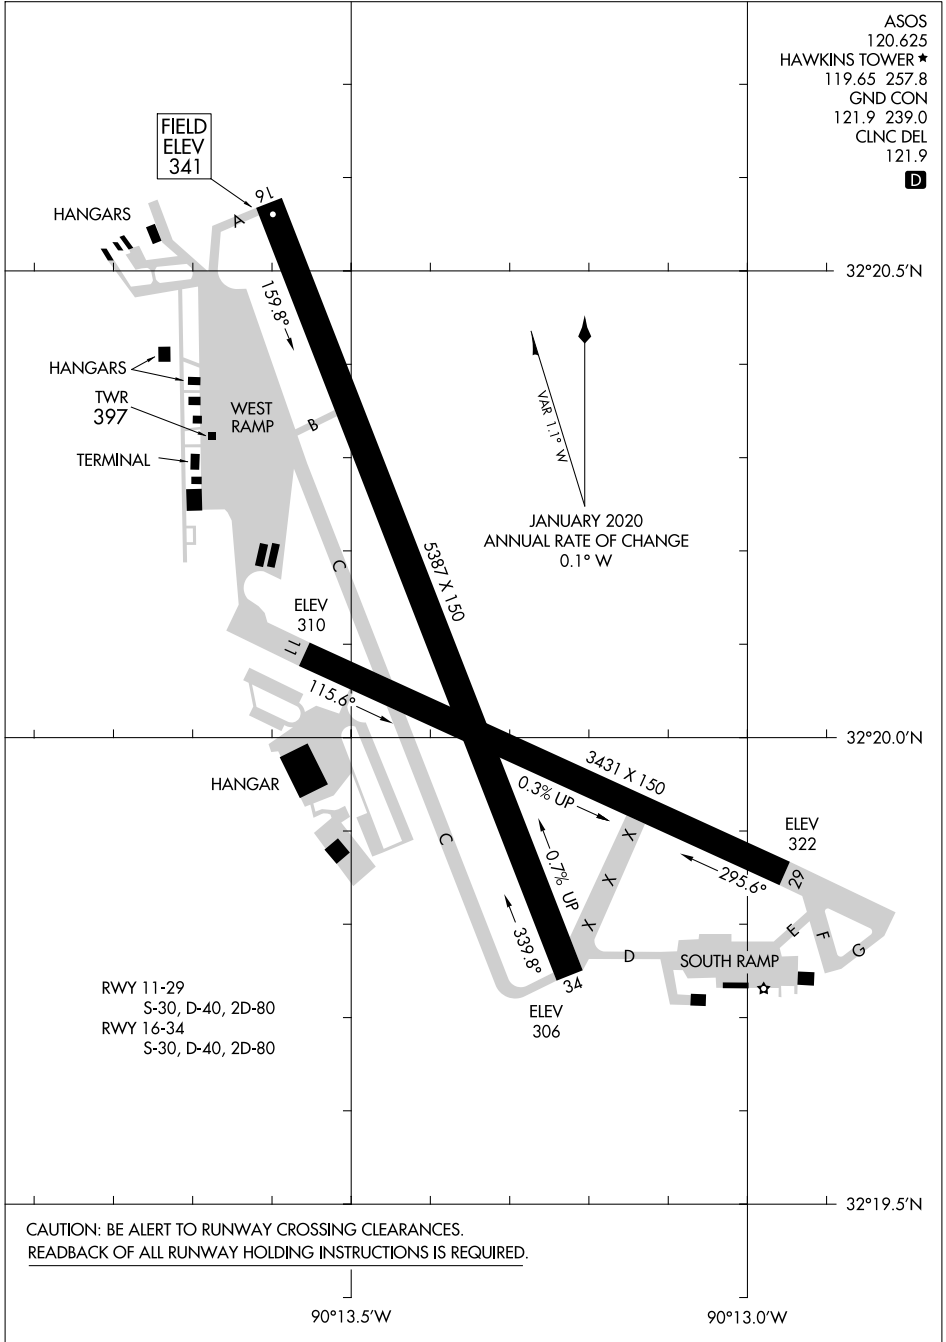 ASOS
120.625
HAWKINS TOWER ★
119.65 257.8
GND CON
121.9 239.0
CLNC DEL
121.9
D
FIELD
ELEV
341
16
A
HANGARS
32°20.5'N
159.8°
HANGARS
TWR
397
WEST
RAMP
B
TERMINAL
VAR 1.1° W
JANUARY 2020
ANNUAL RATE OF CHANGE
0.1° W
5387 X 150
C
ELEV
310
11
115.6°
32°20.0'N
HANGAR
3431 X 150
0.3% UP
C
X
X
X
ELEV
322
29
295.6°
0.7% UP
339.8°
34
ELEV
306
D
E
F
G
SOUTH RAMP
RWY 11-29
S-30, D-40, 2D-80
RWY 16-34
S-30, D-40, 2D-80
32°19.5'N
CAUTION: BE ALERT TO RUNWAY CROSSING CLEARANCES.
READBACK OF ALL RUNWAY HOLDING INSTRUCTIONS IS REQUIRED.
90°13.5'W
90°13.0'W